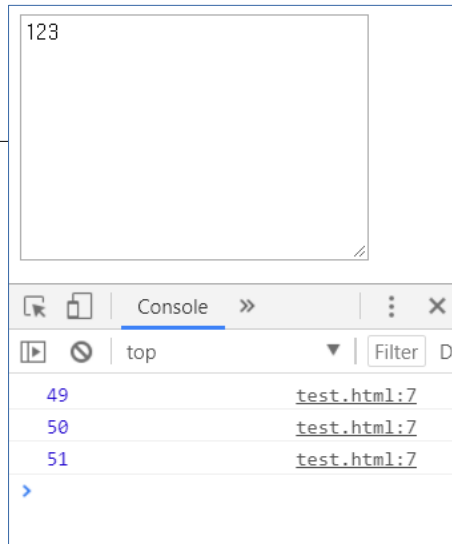 123
Console »
top ▼ Filter D
49 test.html:7
50 test.html:7
51 test.html:7
>